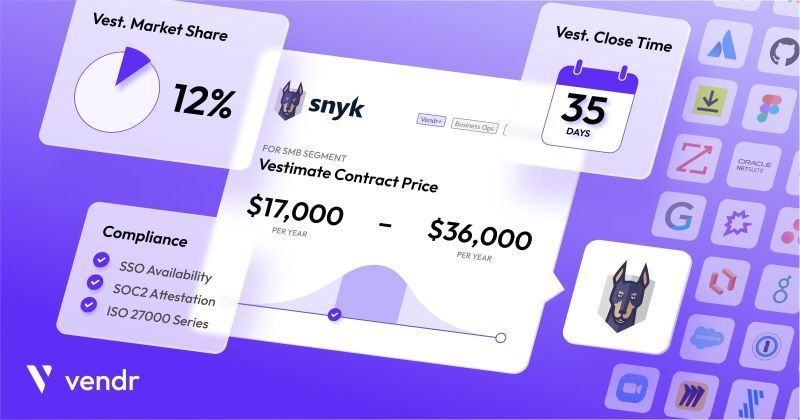 Vest. Market Share
12%
snyk
Vendr+
Business Ops
FOR SMB SEGMENT
Vestimate Contract Price
$17,000 – $36,000
PER YEAR PER YEAR
Vest. Close Time
35
DAYS
Compliance
SSO Availability
SOC2 Attestation
ISO 27000 Series
vendr
ORACLE
NETSUITE
G
salesforce